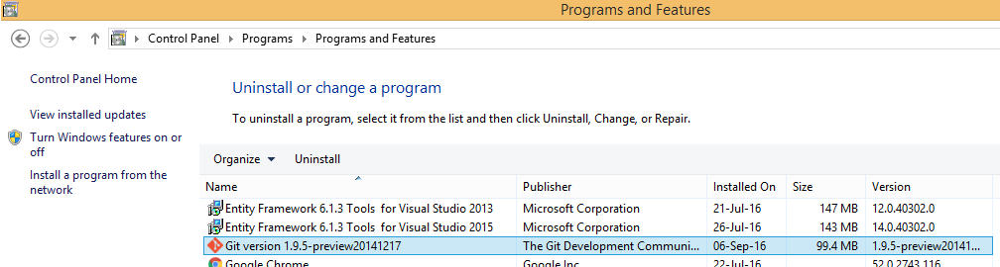 Programs and Features
Control Panel Programs Programs and Features
Control Panel Home
View installed updates
Turn Windows features on or
off
Install a program from the
network
Uninstall or change a program
To uninstall a program, select it from the list and then click Uninstall, Change, or Repair.
Organize Uninstall
Name Publisher Installed On Size Version
Entity Framework 6.1.3 Tools for Visual Studio 2013 Microsoft Corporation 21-Jul-16 147 MB 12.0.40302.0
Entity Framework 6.1.3 Tools for Visual Studio 2015 Microsoft Corporation 26-Jul-16 143 MB 14.0.40302.0
Git version 1.9.5-preview20141217 The Git Development Communi... 06-Sep-16 99.4 MB 1.9.5-preview20141...
Google Chrome Google Inc. 22-Jul-16 52.0.2743.116